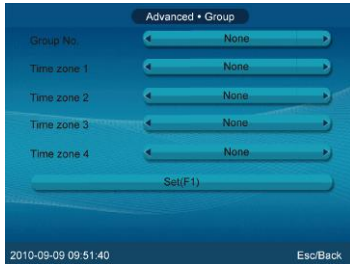 Advanced • Group
Group No. None
Time zone 1 None
Time zone 2 None
Time zone 3 None
Time zone 4 None
Set(F1)
2010-09-09 09:51:40 Esc/Back